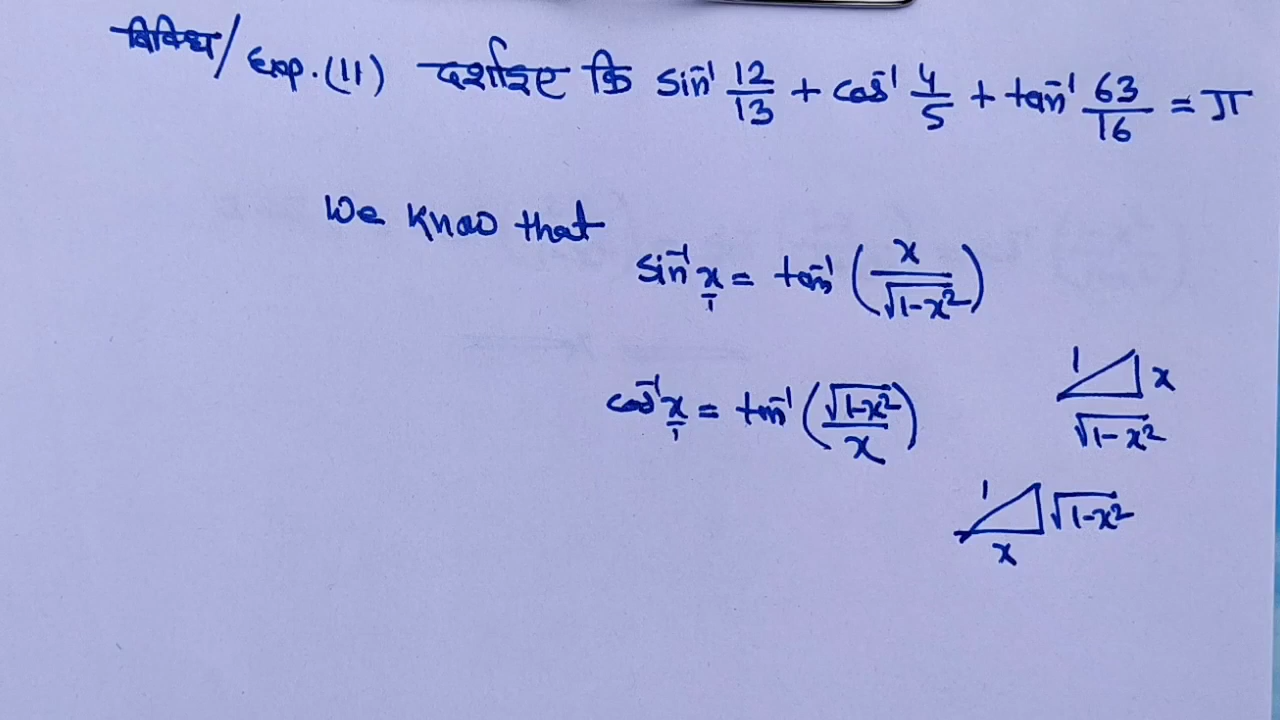 विविध/Exp.(11) दर्शाइए कि sin⁻¹ 12/13 + cos⁻¹ 4/5 + tan⁻¹ 63/16 = π
We know that
sin⁻¹ x/1 = tan⁻¹ (x/√(1-x²))
1 x
√(1-x²)
cos⁻¹ x/1 = tan⁻¹ (√(1-x²)/x)
1 √(1-x²)
x